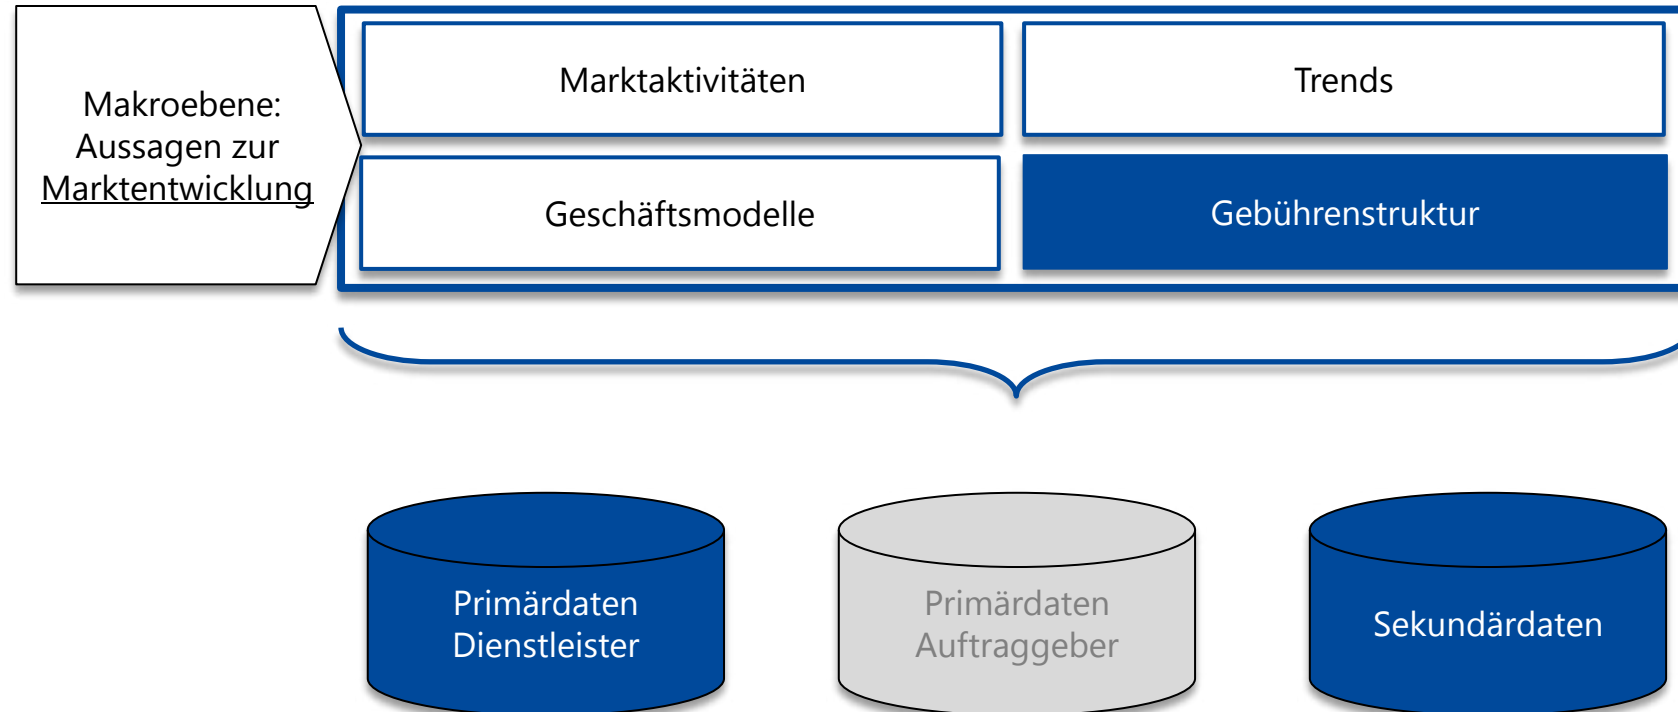 Makroebene:
Aussagen zur
Marktentwicklung
Marktaktivitäten
Trends
Geschäftsmodelle
Gebührenstruktur
Primärdaten
Dienstleister
Primärdaten
Auftraggeber
Sekundärdaten